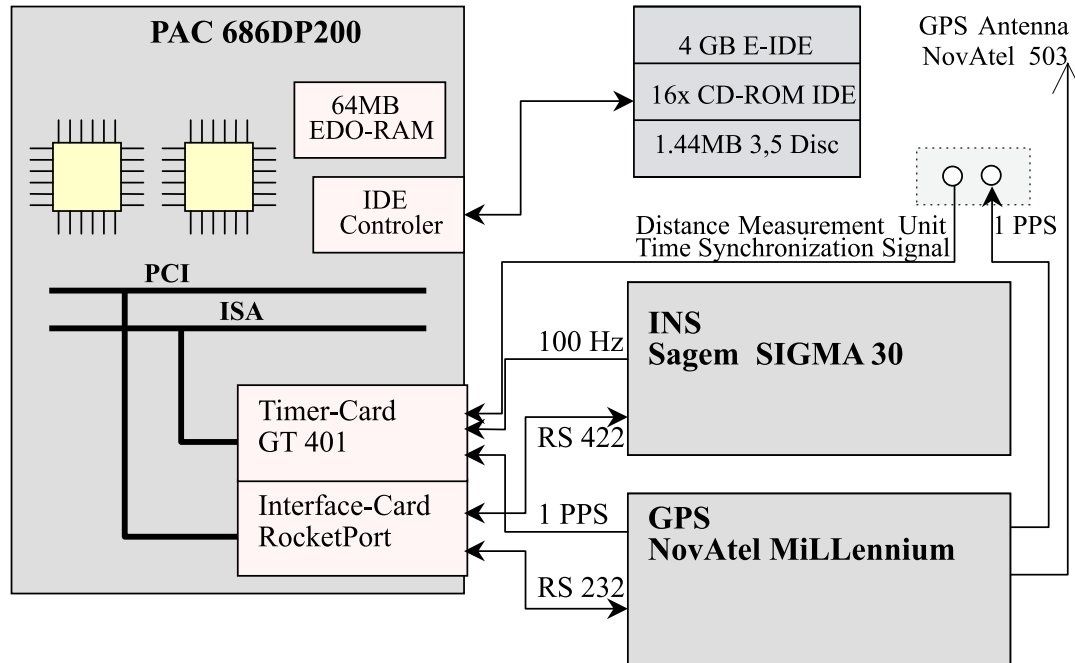 PAC 686DP200
64MB
EDO-RAM
IDE
Controler
PCI
ISA
Timer-Card
GT 401
Interface-Card
RocketPort
4 GB E-IDE
16x CD-ROM IDE
1.44MB 3,5 Disc
GPS Antenna
NovAtel 503
Distance Measurement Unit
Time Synchronization Signal
1 PPS
100 Hz
RS 422
1 PPS
RS 232
INS
Sagem SIGMA 30
GPS
NovAtel MiLLennium